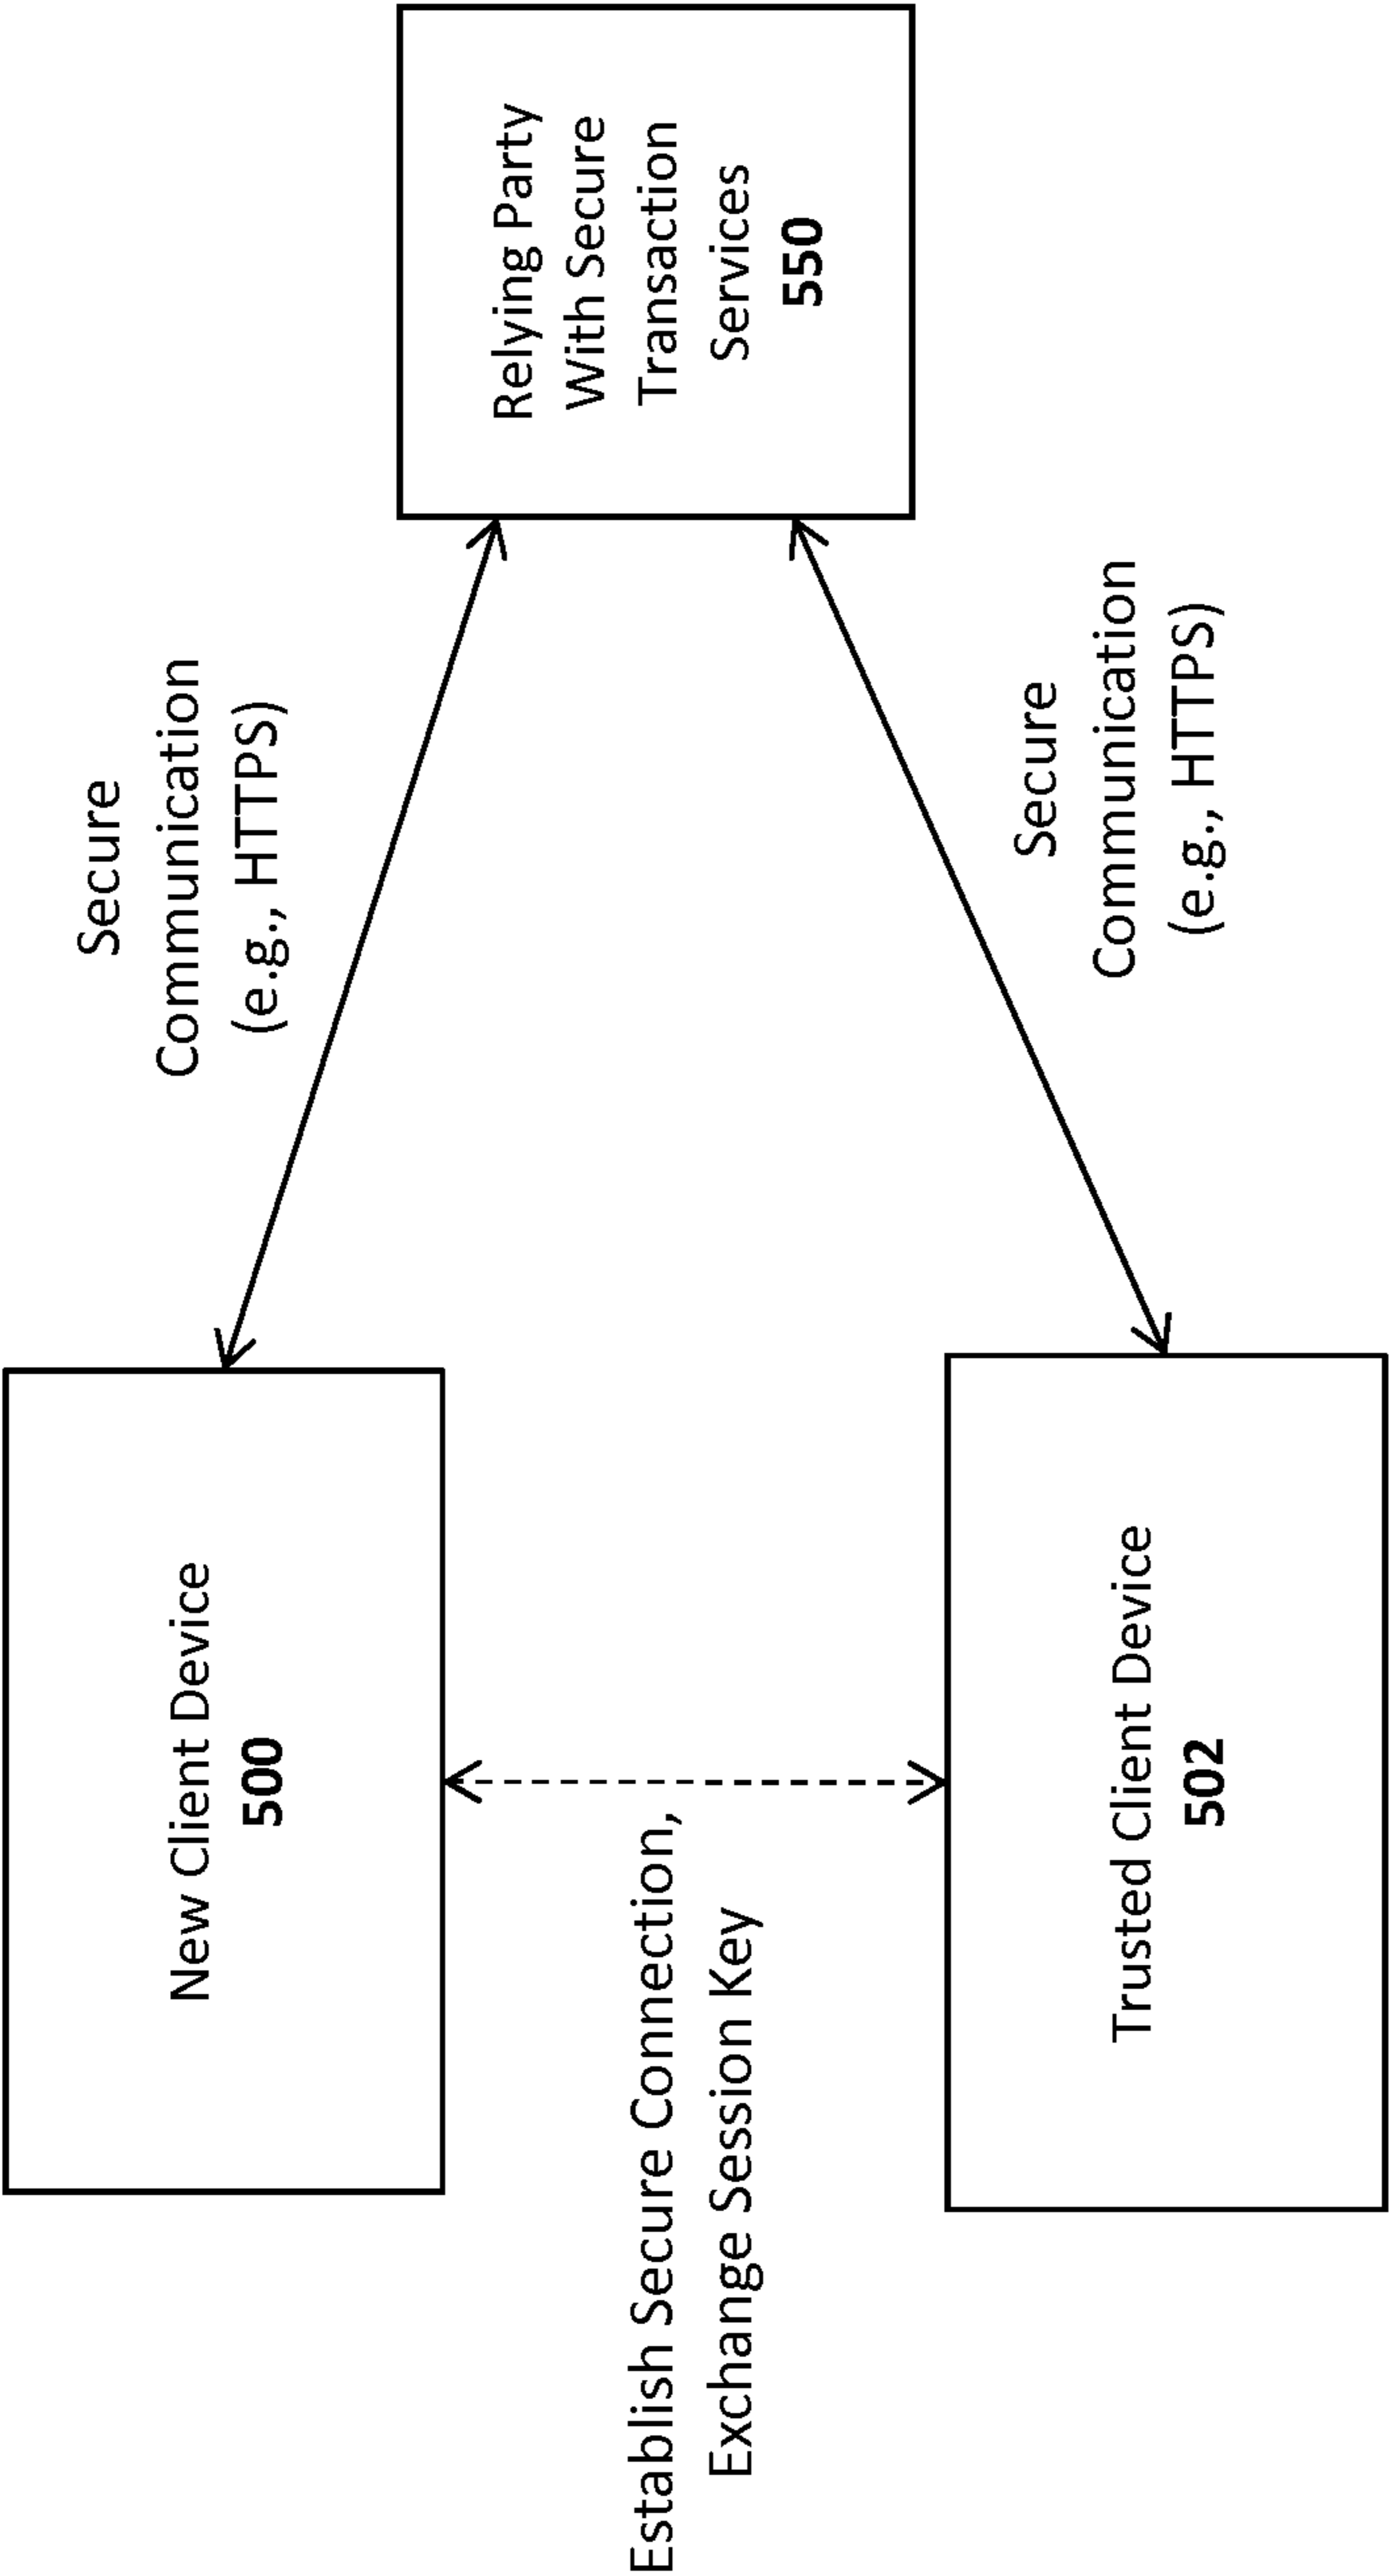 New Client Device
500
Secure
Communication
(e.g., HTTPS)
Relying Party
With Secure
Transaction
Services
550
Establish Secure Connection,
Exchange Session Key
Trusted Client Device
502
Secure
Communication
(e.g., HTTPS)